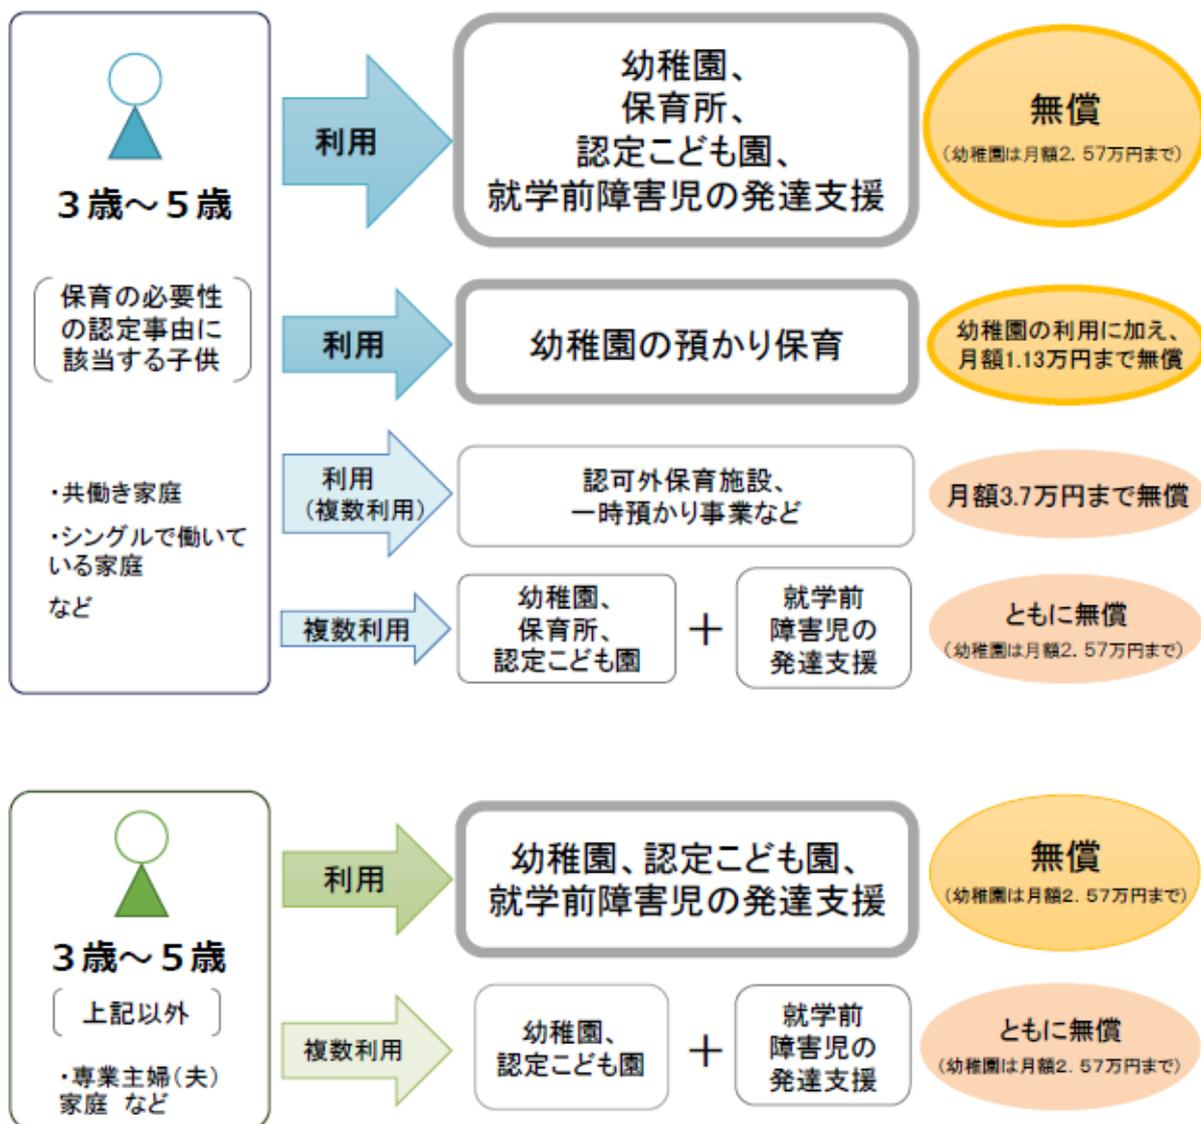 3歳～5歳
保育の必要性
の認定事由に
該当する子供
・共働き家庭
・シングルで働いて
いる家庭
など
利用
幼稚園、
保育所、
認定こども園、
就学前障害児の発達支援
無償
(幼稚園は月額2.57万円まで)
利用
幼稚園の預かり保育
幼稚園の利用に加え、
月額1.13万円まで無償
利用
(複数利用)
認可外保育施設、
一時預かり事業など
月額3.7万円まで無償
複数利用
幼稚園、
保育所、
認定こども園
＋
就学前
障害児の
発達支援
ともに無償
(幼稚園は月額2.57万円まで)
3歳～5歳
上記以外
・専業主婦(夫)
家庭 など
利用
幼稚園、認定こども園、
就学前障害児の発達支援
無償
(幼稚園は月額2.57万円まで)
複数利用
幼稚園、
認定こども園
＋
就学前
障害児の
発達支援
ともに無償
(幼稚園は月額2.57万円まで)